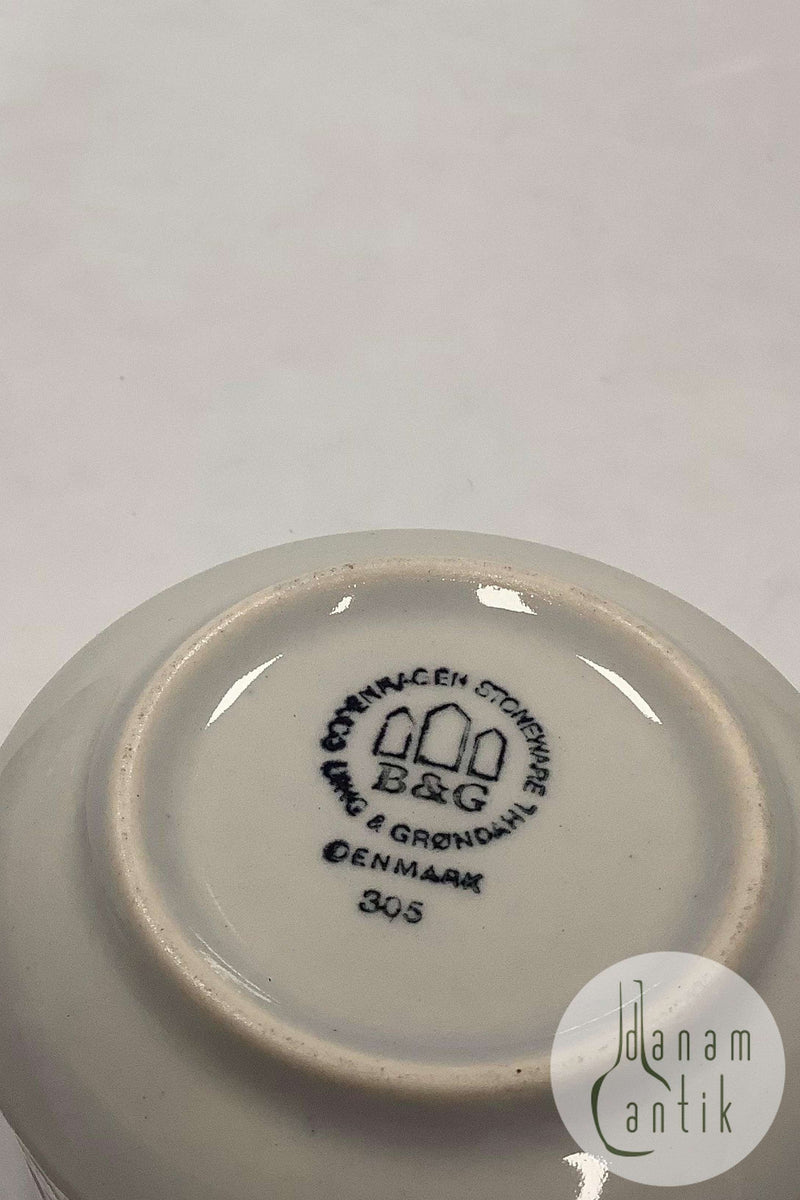 COPENHAGEN STONEWARE
B&G
BING & GRØNDAHL
DENMARK
305
danam
antik